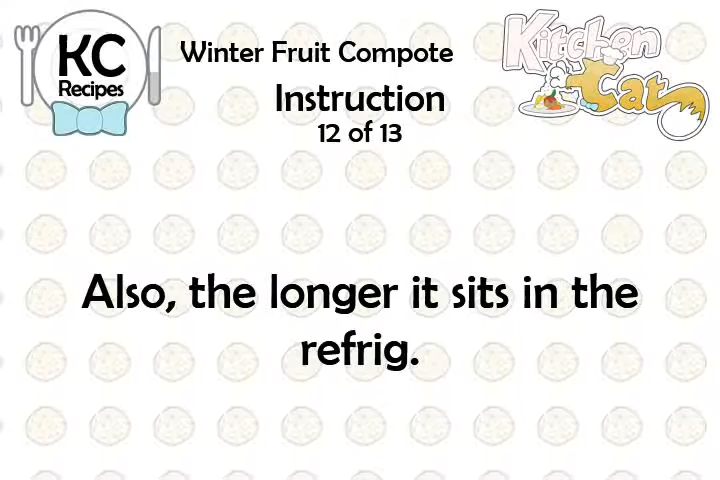 KC
Recipes
Winter Fruit Compote
Instruction
12 of 13
Kitchen
Cat
Also, the longer it sits in the
refrig.